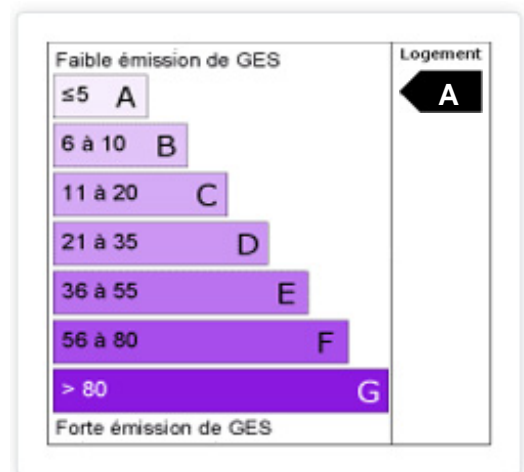 Faible émission de GES
Logement
≤5 A
A
6 à 10 B
11 à 20 C
21 à 35 D
36 à 55 E
56 à 80 F
> 80 G
Forte émission de GES